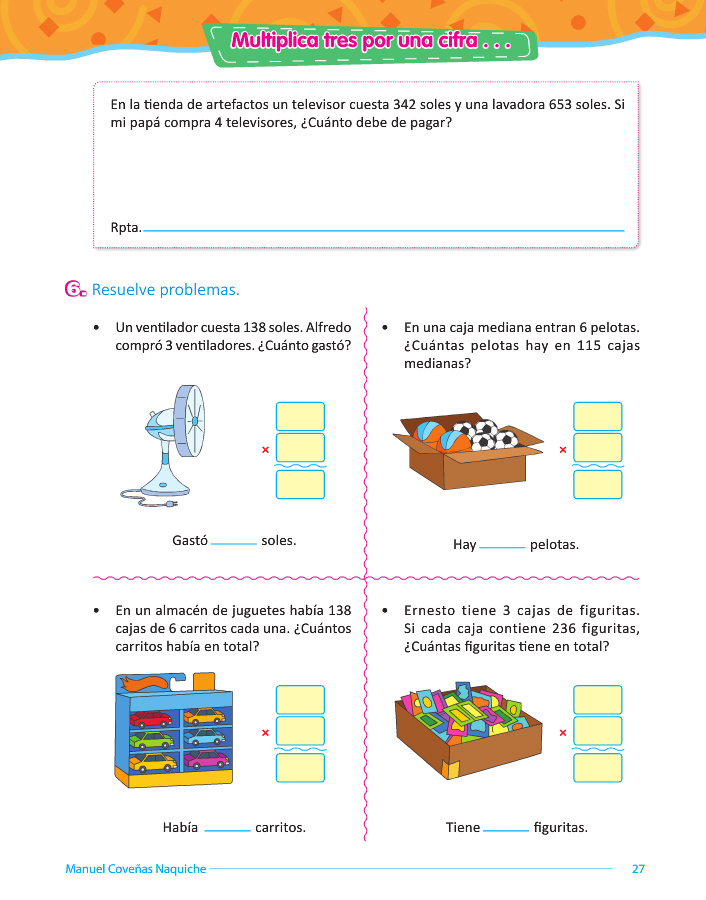 Multiplica tres por una cifra . . .
En la tienda de artefactos un televisor cuesta 342 soles y una lavadora 653 soles. Si
mi papá compra 4 televisores, ¿Cuánto debe de pagar?
Rpta.
6. Resuelve problemas.
• Un ventilador cuesta 138 soles. Alfredo
compró 3 ventiladores. ¿Cuánto gastó?
×
Gastó ______ soles.
• En una caja mediana entran 6 pelotas.
¿Cuántas pelotas hay en 115 cajas
medianas?
×
Hay ______ pelotas.
• En un almacén de juguetes había 138
cajas de 6 carritos cada una. ¿Cuántos
carritos había en total?
×
Había ______ carritos.
• Ernesto tiene 3 cajas de figuritas.
Si cada caja contiene 236 figuritas,
¿Cuántas figuritas tiene en total?
×
Tiene ______ figuritas.
Manuel Coveñas Naquiche 27